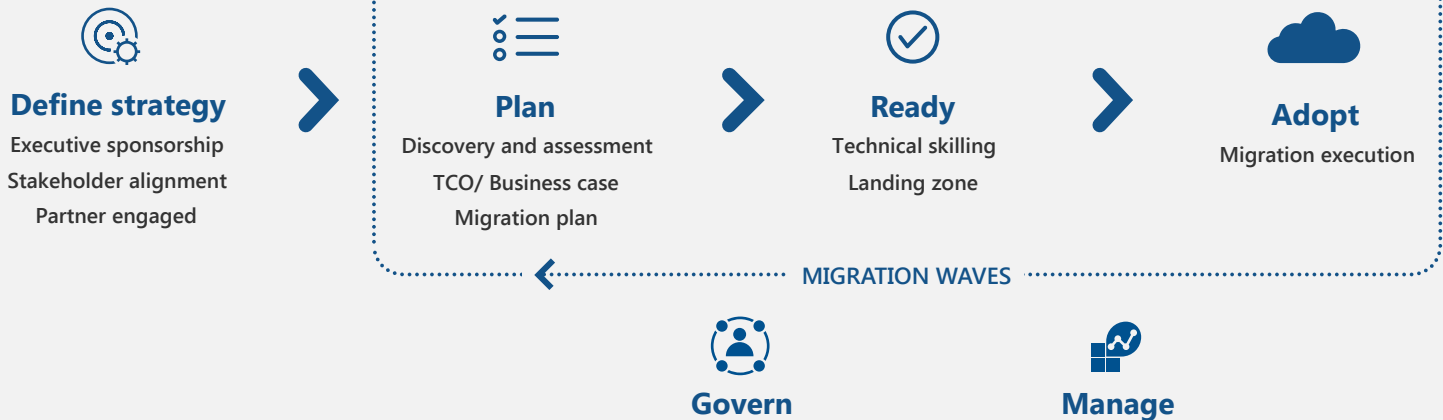 Define strategy
Executive sponsorship
Stakeholder alignment
Partner engaged
Plan
Discovery and assessment
TCO/ Business case
Migration plan
Ready
Technical skilling
Landing zone
Adopt
Migration execution
MIGRATION WAVES
Govern
Manage